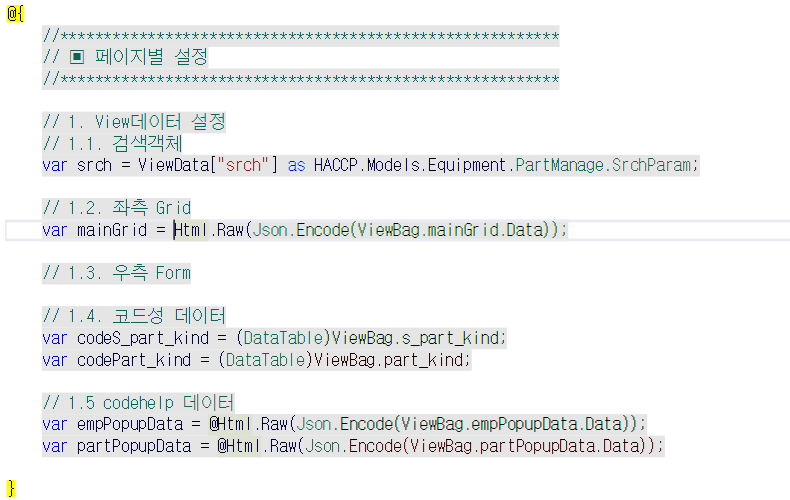 @{
//*********************************************************
// ▣ 페이지별 설정
//*********************************************************
// 1. View데이터 설정
// 1.1. 검색객체
var srch = ViewData["srch"] as HACCP.Models.Equipment.PartManage.SrchParam;
// 1.2. 좌측 Grid
var mainGrid = Html.Raw(Json.Encode(ViewBag.mainGrid.Data));
// 1.3. 우측 Form
// 1.4. 코드성 데이터
var codeS_part_kind = (DataTable)ViewBag.s_part_kind;
var codePart_kind = (DataTable)ViewBag.part_kind;
// 1.5 codehelp 데이터
var empPopupData = @Html.Raw(Json.Encode(ViewBag.empPopupData.Data));
var partPopupData = @Html.Raw(Json.Encode(ViewBag.partPopupData.Data));
}